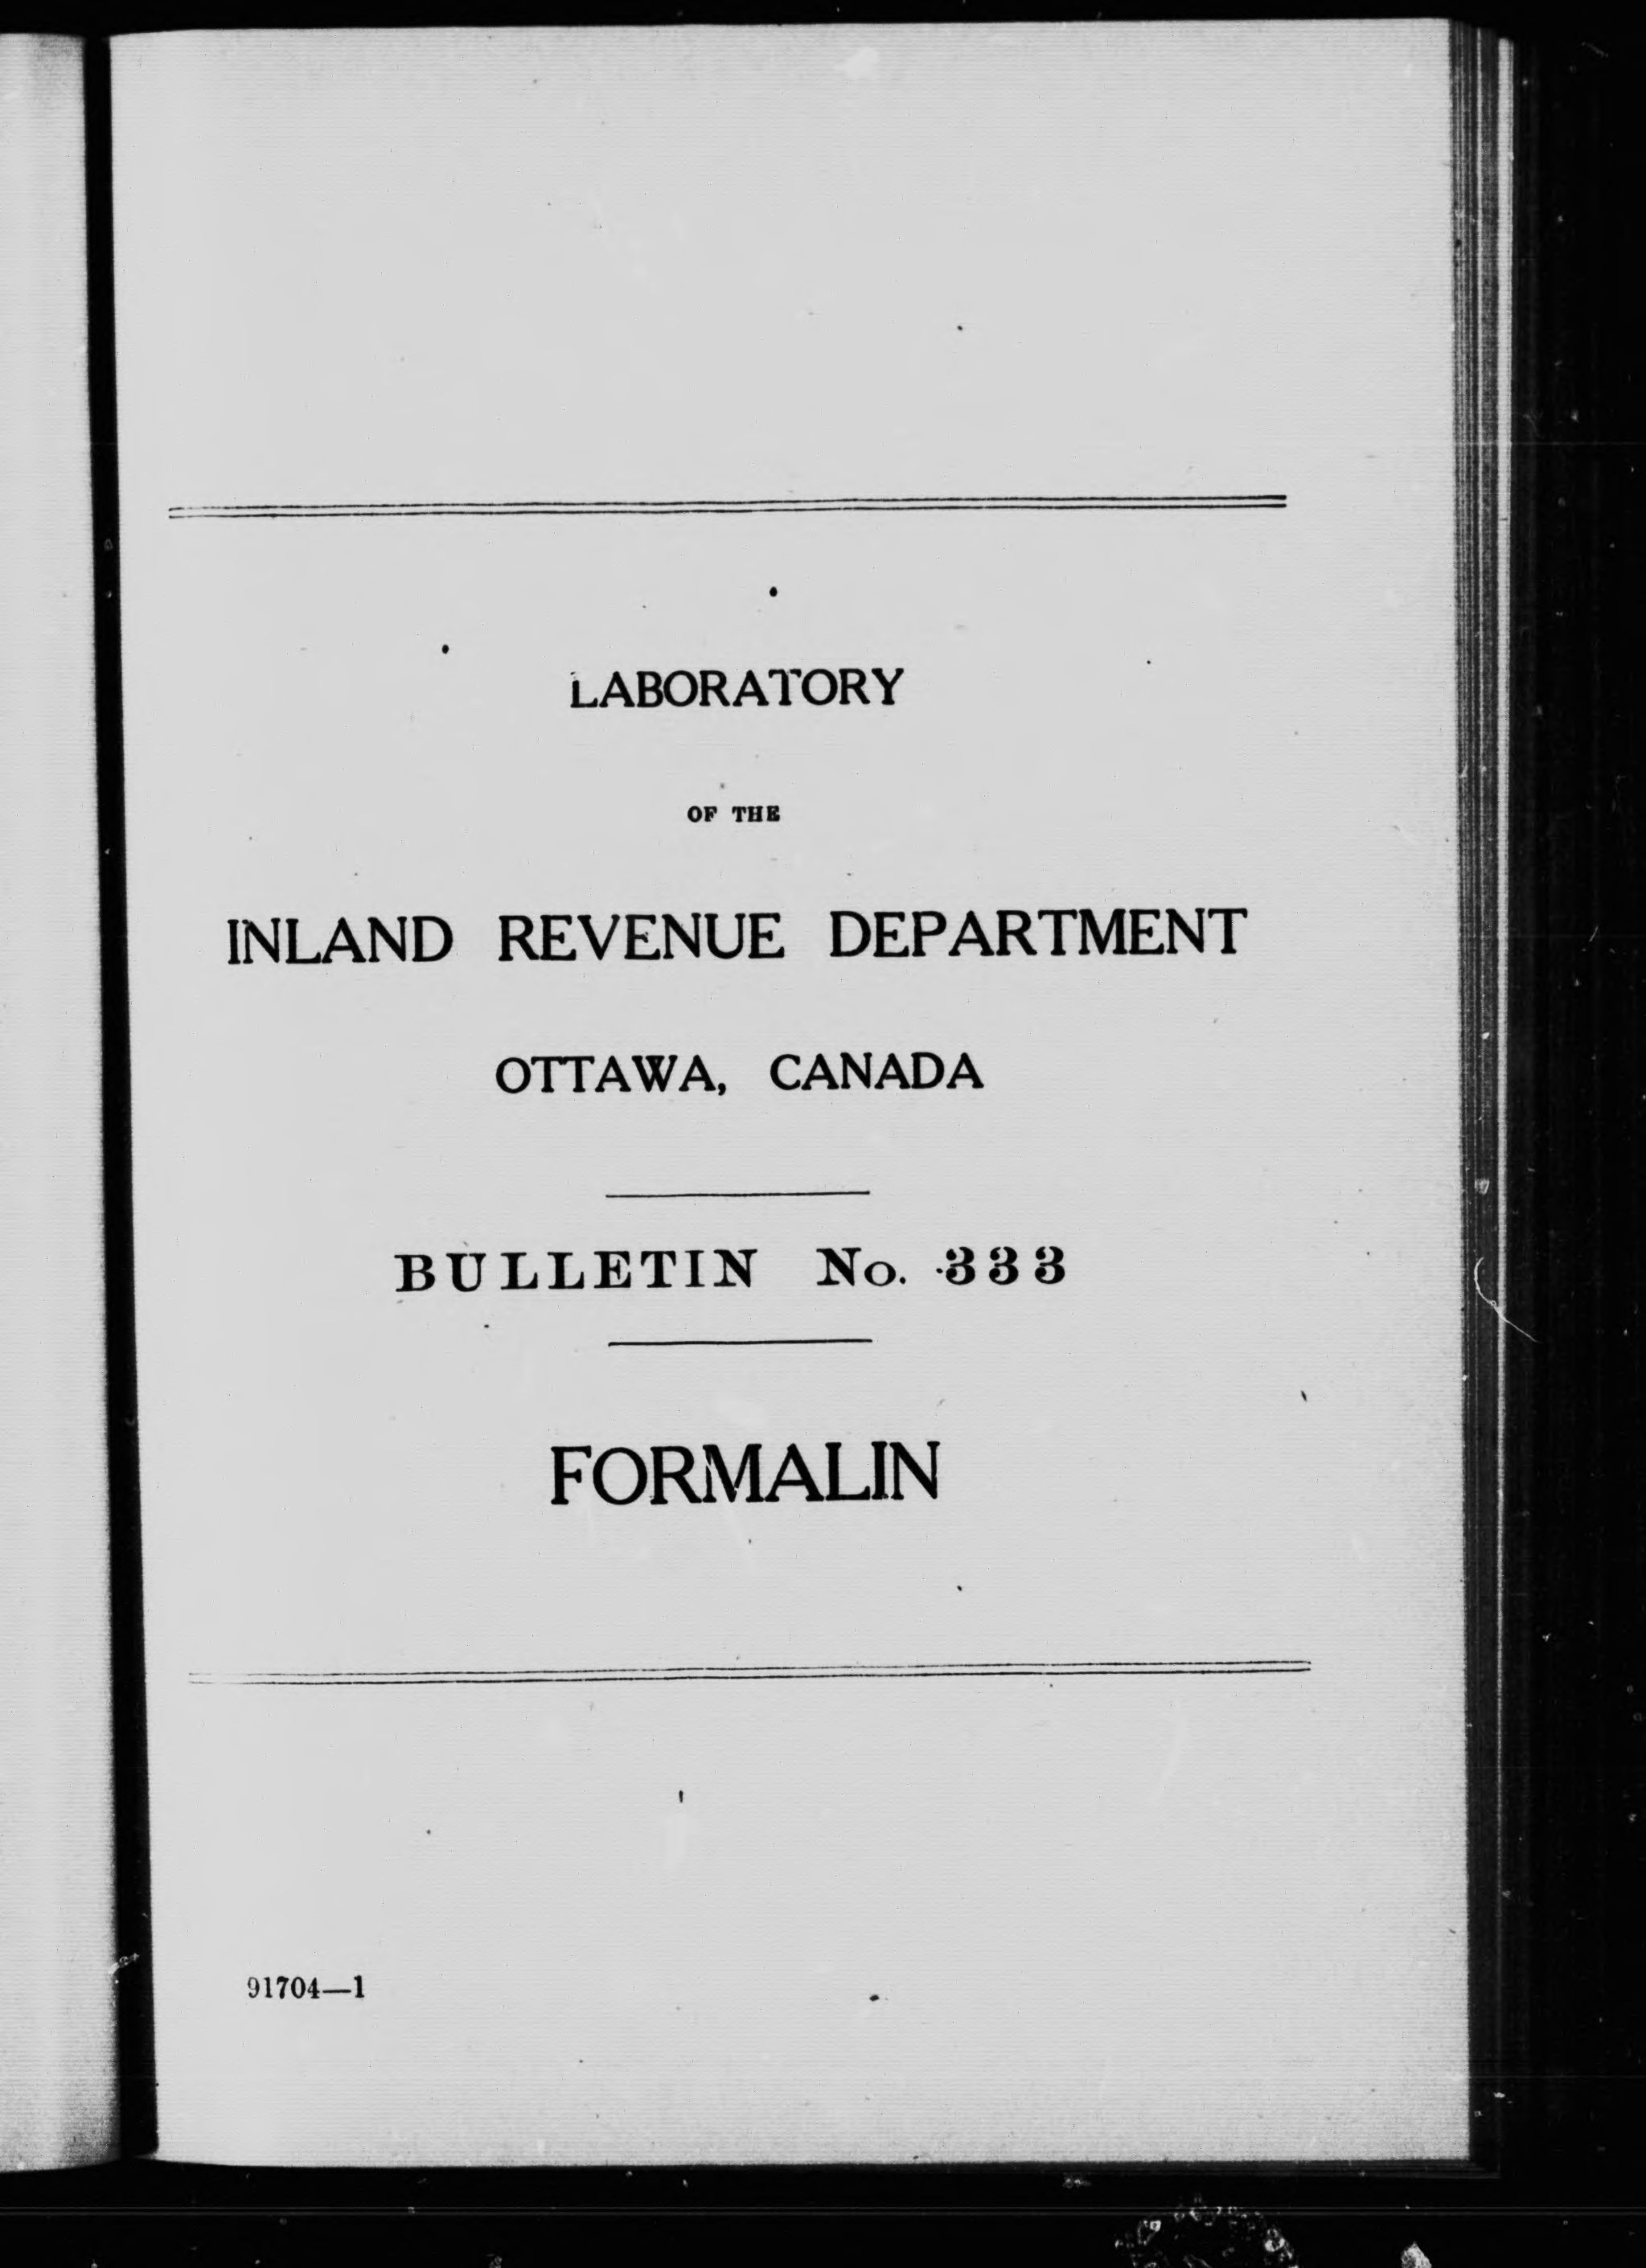 LABORATORY
OF THE
INLAND REVENUE DEPARTMENT
OTTAWA, CANADA
BULLETIN No. 333
FORMALIN
91704—1